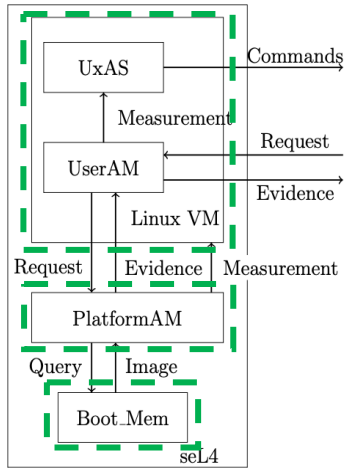 UxAS
Commands
Measurement
Request
UserAM
Evidence
Linux VM
Request
Evidence
Measurement
PlatformAM
Query
Image
Boot_Mem
seL4